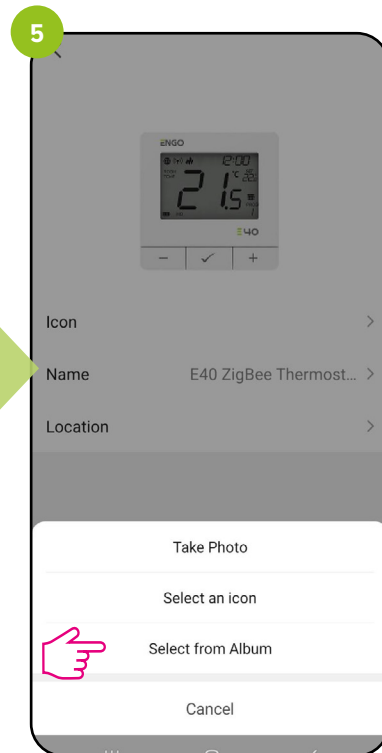 5
ENGO
12:00
21.5 °C
E40
Icon
Name E40 ZigBee Thermost...
Location
Take Photo
Select an icon
Select from Album
Cancel